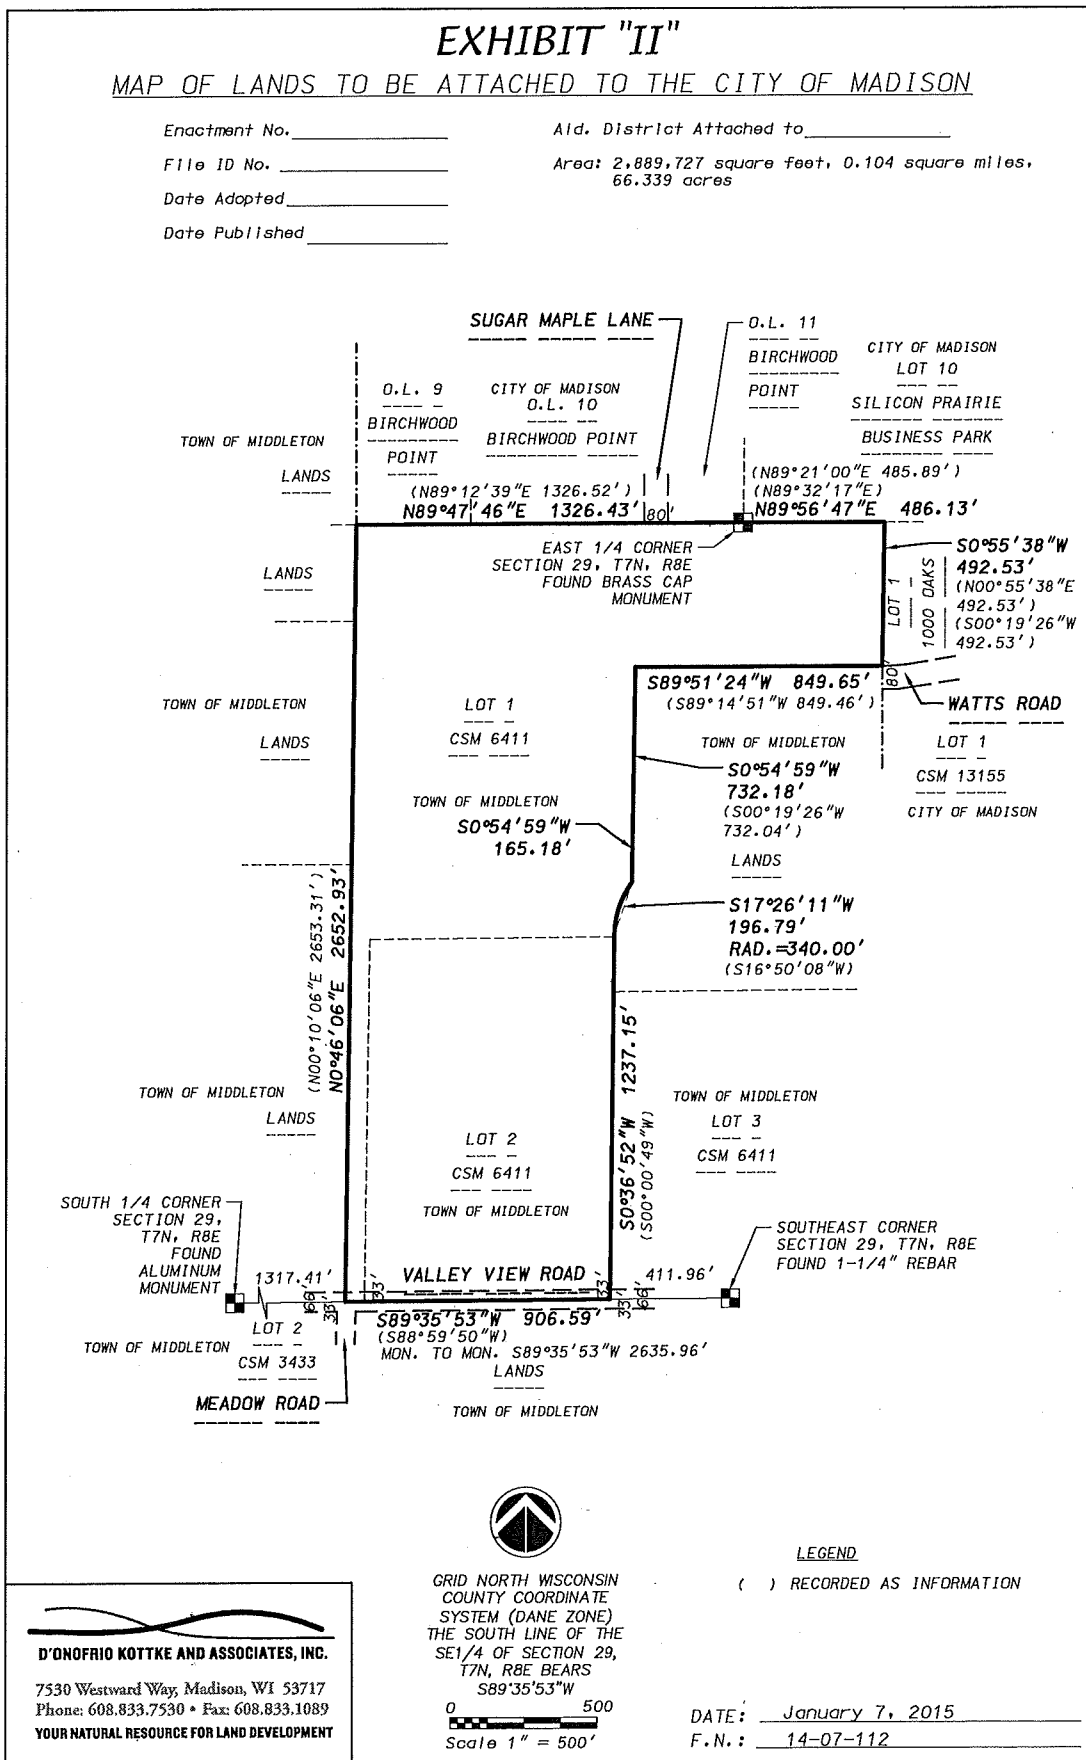 EXHIBIT "II"
MAP OF LANDS TO BE ATTACHED TO THE CITY OF MADISON
Enactment No.
Ald. District Attached to
File ID No.
Area: 2,889,727 square feet, 0.104 square miles,
66.339 acres
Date Adopted
Date Published
SUGAR MAPLE LANE
O.L. 11
BIRCHWOOD
POINT
CITY OF MADISON
LOT 10
SILICON PRAIRIE
BUSINESS PARK
O.L. 9
BIRCHWOOD
POINT
CITY OF MADISON
O.L. 10
BIRCHWOOD POINT
TOWN OF MIDDLETON
LANDS
(N89°12'39"E 1326.52')
N89°47'46"E 1326.43'
80'
(N89°21'00"E 485.89')
(N89°32'17"E)
N89°56'47"E 486.13'
EAST 1/4 CORNER
SECTION 29, T7N, R8E
FOUND BRASS CAP
MONUMENT
S0°55'38"W
492.53'
(N00°55'38"E
492.53')
(S00°19'26"W
492.53')
LOT 1
1000 OAKS
LANDS
80'
S89°51'24"W 849.65'
(S89°14'51"W 849.46')
WATTS ROAD
LOT 1
CSM 13155
CITY OF MADISON
TOWN OF MIDDLETON
LANDS
LOT 1
CSM 6411
TOWN OF MIDDLETON
TOWN OF MIDDLETON
S0°54'59"W
732.18'
(S00°19'26"W
732.04')
LANDS
S0°54'59"W
165.18'
S17°26'11"W
196.79'
RAD.=340.00'
(S16°50'08"W)
(N00°10'06"E 2653.31')
N0°46'06"E 2652.93'
S0°36'52"W 1237.15'
(S00°00'49"W)
TOWN OF MIDDLETON
LANDS
TOWN OF MIDDLETON
LOT 3
CSM 6411
LOT 2
CSM 6411
TOWN OF MIDDLETON
SOUTH 1/4 CORNER
SECTION 29,
T7N, R8E
FOUND
ALUMINUM
MONUMENT
SOUTHEAST CORNER
SECTION 29, T7N, R8E
FOUND 1-1/4" REBAR
1317.41'
66'
33'
33'
VALLEY VIEW ROAD
33'
33'
66'
411.96'
S89°35'53"W 906.59'
(S88°59'50"W)
MON. TO MON. S89°35'53"W 2635.96'
LANDS
TOWN OF MIDDLETON
LOT 2
TOWN OF MIDDLETON
CSM 3433
MEADOW ROAD
GRID NORTH WISCONSIN
COUNTY COORDINATE
SYSTEM (DANE ZONE)
THE SOUTH LINE OF THE
SE1/4 OF SECTION 29,
T7N, R8E BEARS
S89°35'53"W
0 500
Scale 1" = 500'
LEGEND
( ) RECORDED AS INFORMATION
D'ONOFRIO KOTTKE AND ASSOCIATES, INC.
7530 Westward Way, Madison, WI 53717
Phone: 608.833.7530 • Fax: 608.833.1089
YOUR NATURAL RESOURCE FOR LAND DEVELOPMENT
DATE: January 7, 2015
F.N.: 14-07-112